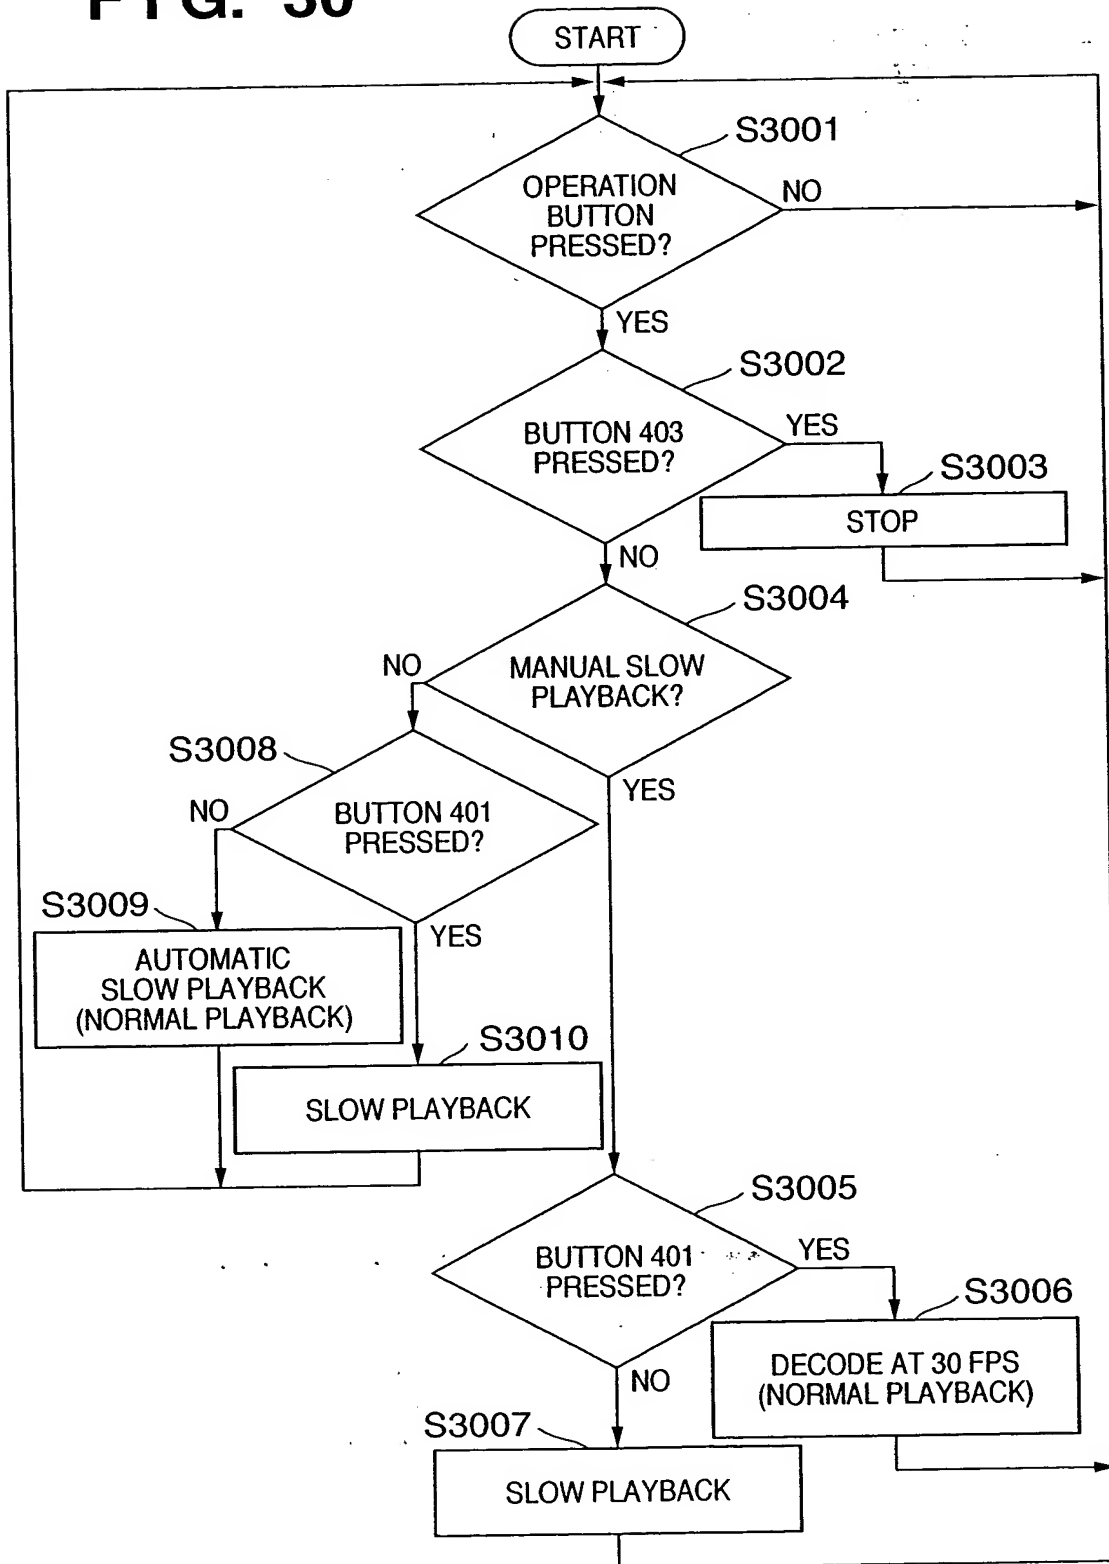 FIG. 30
START
S3001
OPERATION
BUTTON
PRESSED?
NO
YES
S3002
BUTTON 403
PRESSED?
YES
S3003
STOP
NO
S3004
MANUAL SLOW
PLAYBACK?
NO
YES
S3008
BUTTON 401
PRESSED?
NO
YES
S3009
AUTOMATIC
SLOW PLAYBACK
(NORMAL PLAYBACK)
S3010
SLOW PLAYBACK
S3005
BUTTON 401
PRESSED?
YES
S3006
DECODE AT 30 FPS
(NORMAL PLAYBACK)
NO
S3007
SLOW PLAYBACK